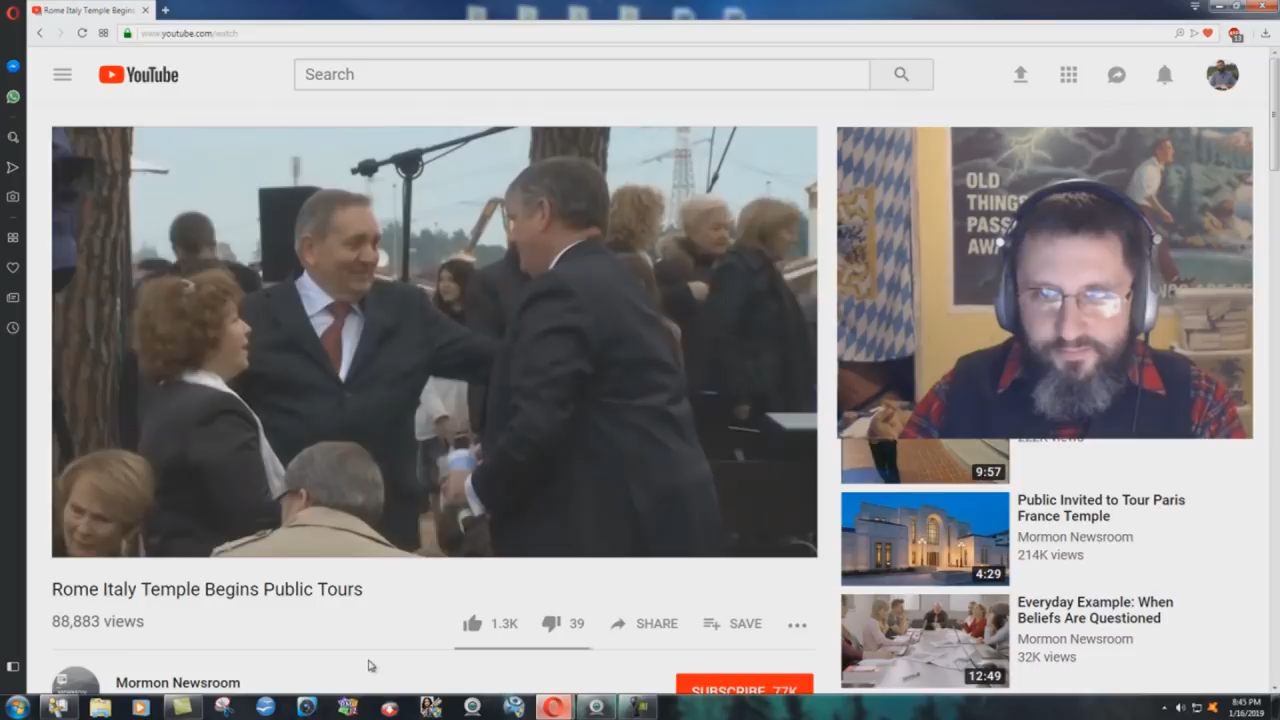 Rome Italy Temple Begins
www.youtube.com/watch
13
YouTube
Search
OLD
THINGS
PASS
AW
9:57
Public Invited to Tour Paris
France Temple
Mormon Newsroom
214K views
4:29
Everyday Example: When
Beliefs Are Questioned
Mormon Newsroom
32K views
12:49
Rome Italy Temple Begins Public Tours
88,883 views
1.3K
39
SHARE
SAVE
Mormon Newsroom
SUBSCRIBE 77K
8:45 PM
1/16/2019